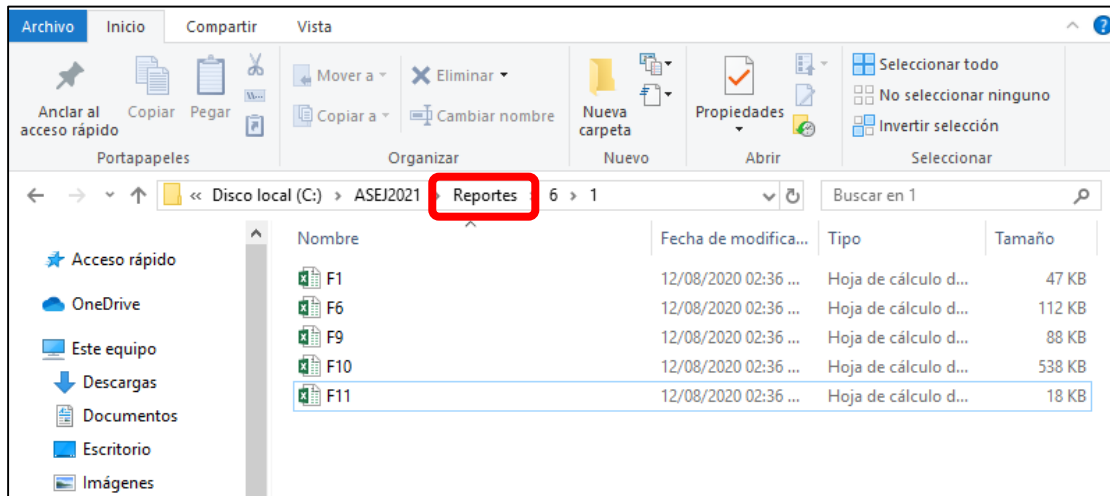 Archivo Inicio Compartir Vista
Anclar al acceso rápido
Copiar
Pegar
Portapapeles
Mover a
Copiar a
Eliminar
Cambiar nombre
Organizar
Nueva carpeta
Nuevo
Propiedades
Abrir
Seleccionar todo
No seleccionar ninguno
Invertir selección
Seleccionar
« Disco local (C:) › ASEJ2021 › Reportes › 6 › 1
Buscar en 1
Acceso rápido
OneDrive
Este equipo
Descargas
Documentos
Escritorio
Imágenes
Nombre Fecha de modifica... Tipo Tamaño
F1 12/08/2020 02:36 ... Hoja de cálculo d... 47 KB
F6 12/08/2020 02:36 ... Hoja de cálculo d... 112 KB
F9 12/08/2020 02:36 ... Hoja de cálculo d... 88 KB
F10 12/08/2020 02:36 ... Hoja de cálculo d... 538 KB
F11 12/08/2020 02:36 ... Hoja de cálculo d... 18 KB